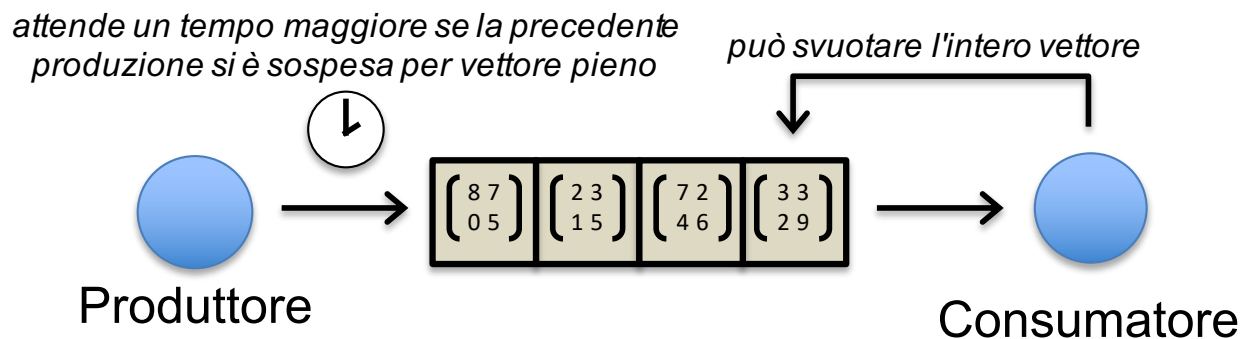 attende un tempo maggiore se la precedente
produzione si è sospesa per vettore pieno
può svuotare l'intero vettore
8 7 2 3 7 2 3 3
0 5 1 5 4 6 2 9
Produttore
Consumatore